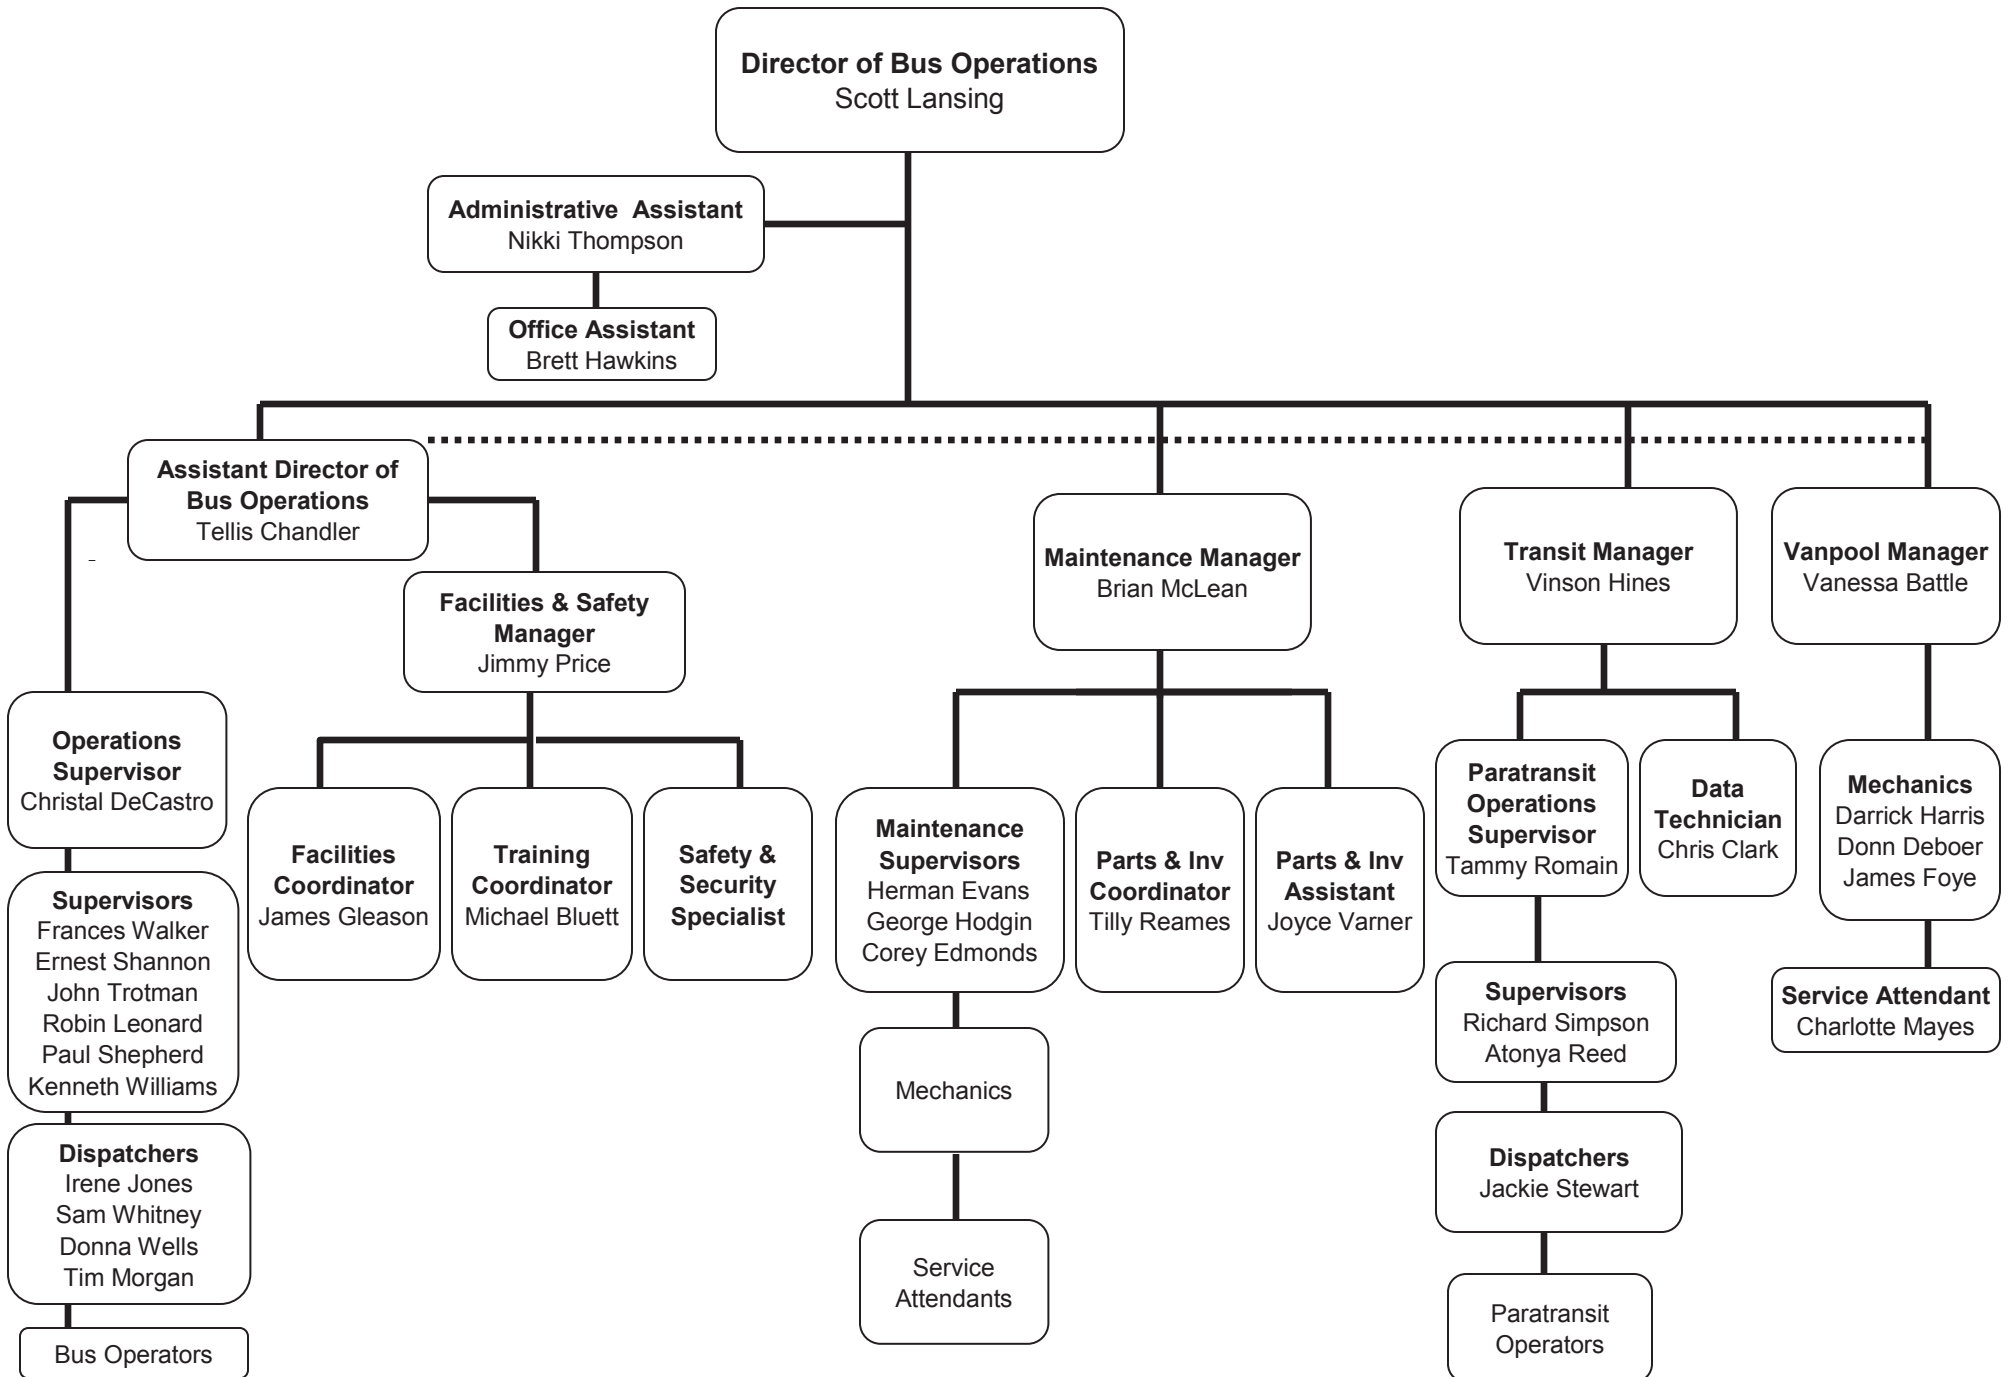 Director of Bus Operations
Scott Lansing
Administrative Assistant
Nikki Thompson
Office Assistant
Brett Hawkins
Assistant Director of
Bus Operations
Tellis Chandler
Facilities & Safety
Manager
Jimmy Price
Maintenance Manager
Brian McLean
Transit Manager
Vinson Hines
Vanpool Manager
Vanessa Battle
Operations
Supervisor
Christal DeCastro
Facilities
Coordinator
James Gleason
Training
Coordinator
Michael Bluett
Safety &
Security
Specialist
Maintenance
Supervisors
Herman Evans
George Hodgin
Corey Edmonds
Parts & Inv
Coordinator
Tilly Reames
Parts & Inv
Assistant
Joyce Varner
Paratransit
Operations
Supervisor
Tammy Romain
Data
Technician
Chris Clark
Mechanics
Darrick Harris
Donn Deboer
James Foye
Supervisors
Frances Walker
Ernest Shannon
John Trotman
Robin Leonard
Paul Shepherd
Kenneth Williams
Mechanics
Supervisors
Richard Simpson
Atonya Reed
Service Attendant
Charlotte Mayes
Dispatchers
Irene Jones
Sam Whitney
Donna Wells
Tim Morgan
Service
Attendants
Dispatchers
Jackie Stewart
Bus Operators
Paratransit
Operators